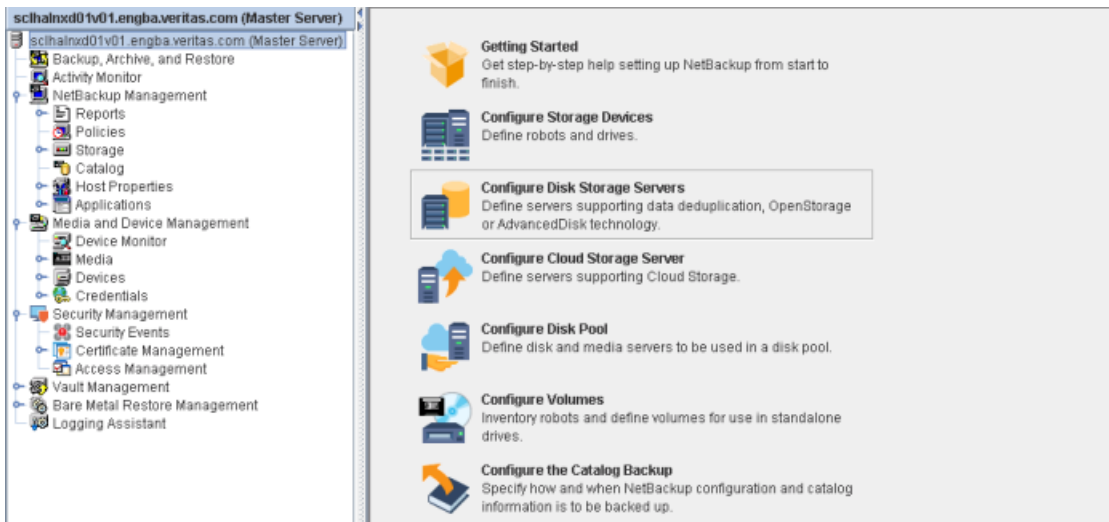 sclhalnxd01v01.engba.veritas.com (Master Server)
sclhalnxd01v01.engba.veritas.com (Master Server)
Backup, Archive, and Restore
Activity Monitor
NetBackup Management
Reports
Policies
Storage
Catalog
Host Properties
Applications
Media and Device Management
Device Monitor
Media
Devices
Credentials
Security Management
Security Events
Certificate Management
Access Management
Vault Management
Bare Metal Restore Management
Logging Assistant
Getting Started
Get step-by-step help setting up NetBackup from start to
finish.
Configure Storage Devices
Define robots and drives.
Configure Disk Storage Servers
Define servers supporting data deduplication, OpenStorage
or AdvancedDisk technology.
Configure Cloud Storage Server
Define servers supporting Cloud Storage.
Configure Disk Pool
Define disk and media servers to be used in a disk pool.
Configure Volumes
Inventory robots and define volumes for use in standalone
drives.
Configure the Catalog Backup
Specify how and when NetBackup configuration and catalog
information is to be backed up.